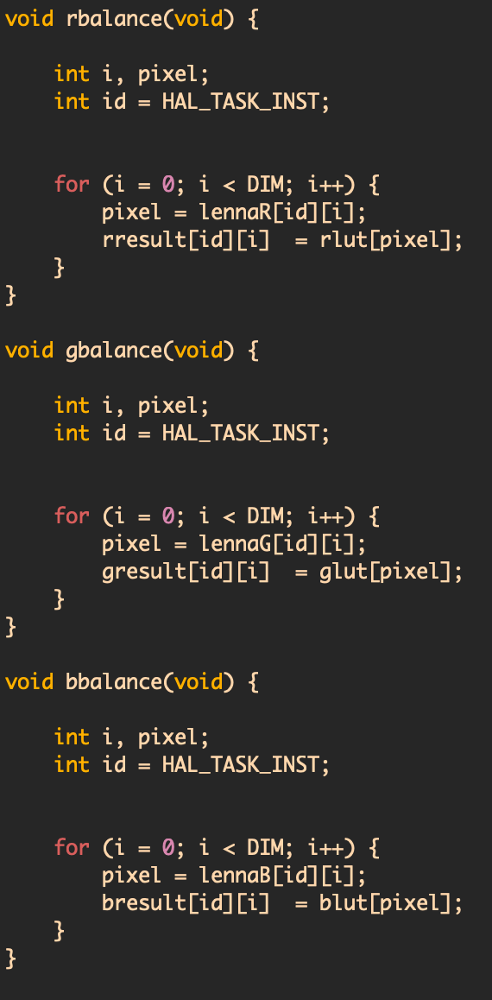 void rbalance(void) {
    int i, pixel;
    int id = HAL_TASK_INST;
    for (i = 0; i < DIM; i++) {
        pixel = lennaR[id][i];
        rresult[id][i]  = rlut[pixel];
    }
}
void gbalance(void) {
    int i, pixel;
    int id = HAL_TASK_INST;
    for (i = 0; i < DIM; i++) {
        pixel = lennaG[id][i];
        gresult[id][i]  = glut[pixel];
    }
}
void bbalance(void) {
    int i, pixel;
    int id = HAL_TASK_INST;
    for (i = 0; i < DIM; i++) {
        pixel = lennaB[id][i];
        bresult[id][i]  = blut[pixel];
    }
}